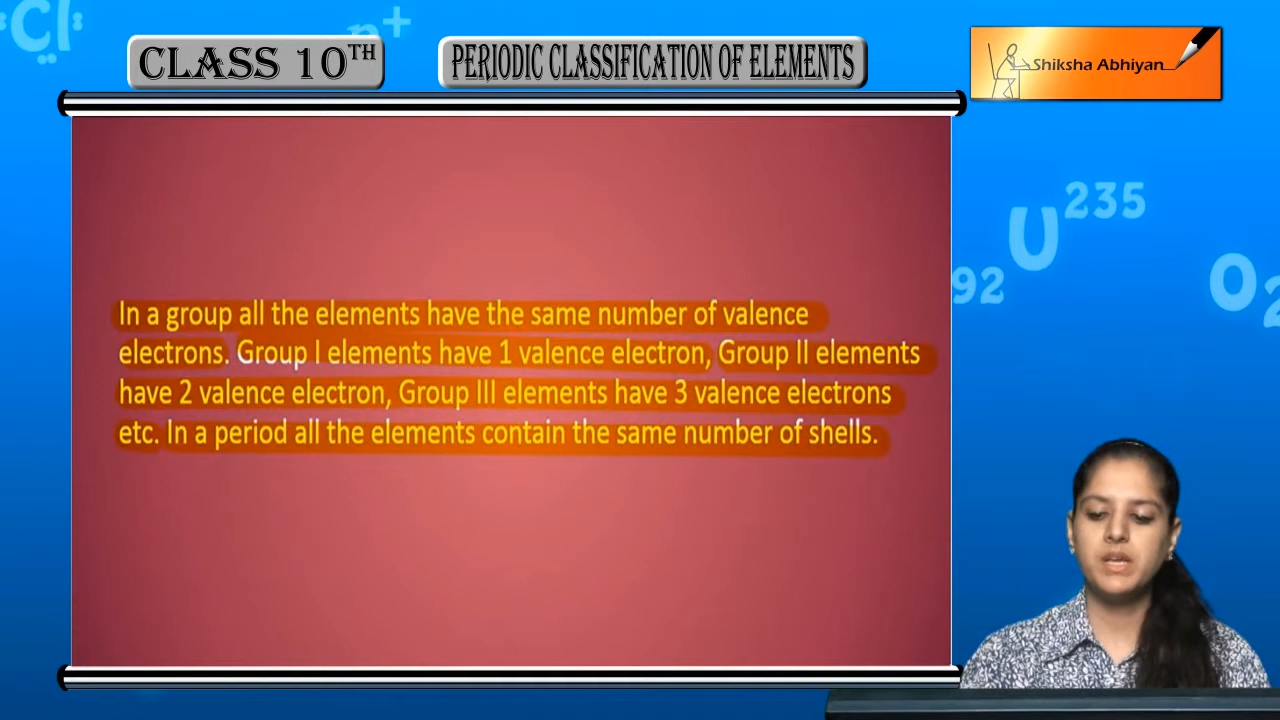 :Cl:
n+
CLASS 10TH
PERIODIC CLASSIFICATION OF ELEMENTS
Shiksha Abhiyan
In a group all the elements have the same number of valence
electrons. Group I elements have 1 valence electron, Group II elements
have 2 valence electron, Group III elements have 3 valence electrons
etc. In a period all the elements contain the same number of shells.
92 U 235
O2